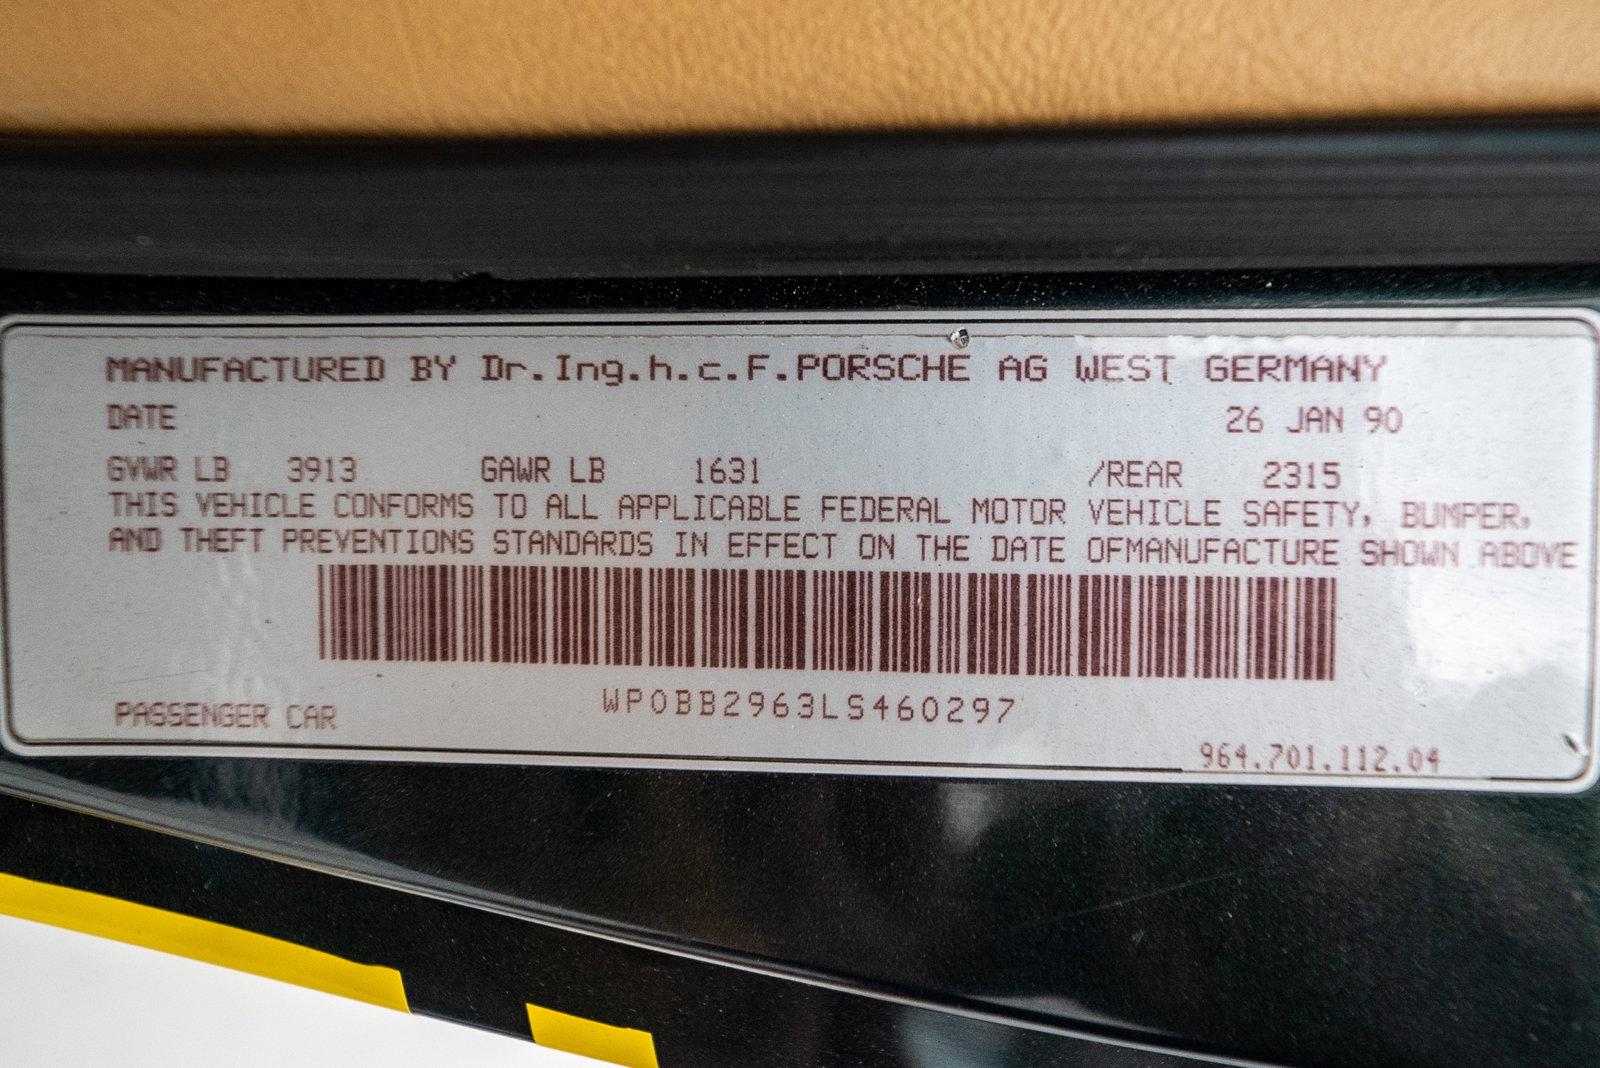 MANUFACTURED BY Dr.Ing.h.c.F.PORSCHE AG WEST GERMANY
DATE 26 JAN 90
GVWR LB 3913 GAWR LB 1631 /REAR 2315
THIS VEHICLE CONFORMS TO ALL APPLICABLE FEDERAL MOTOR VEHICLE SAFETY, BUMPER,
AND THEFT PREVENTIONS STANDARDS IN EFFECT ON THE DATE OFMANUFACTURE SHOWN ABOVE
WP0BB2963LS460297
PASSENGER CAR
964.701.112.04